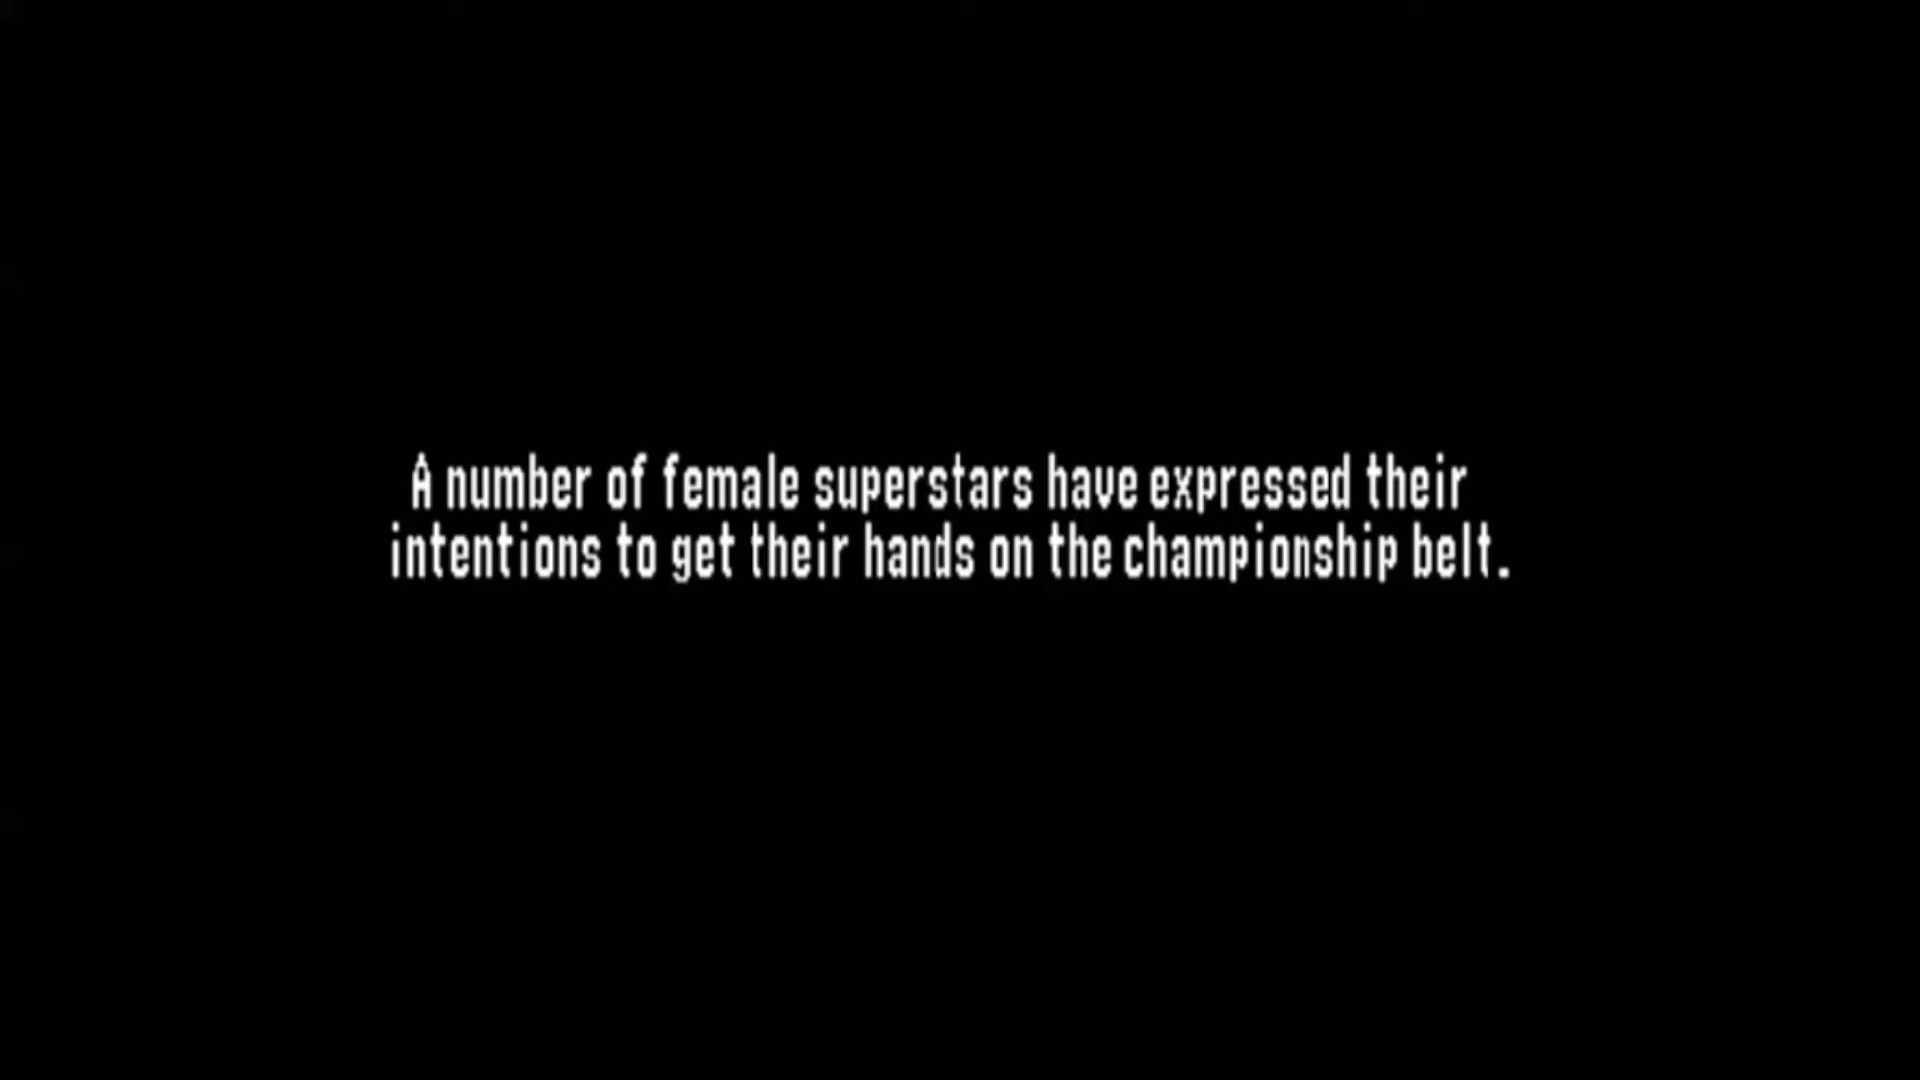 A number of female superstars have expressed their
intentions to get their hands on the championship belt.